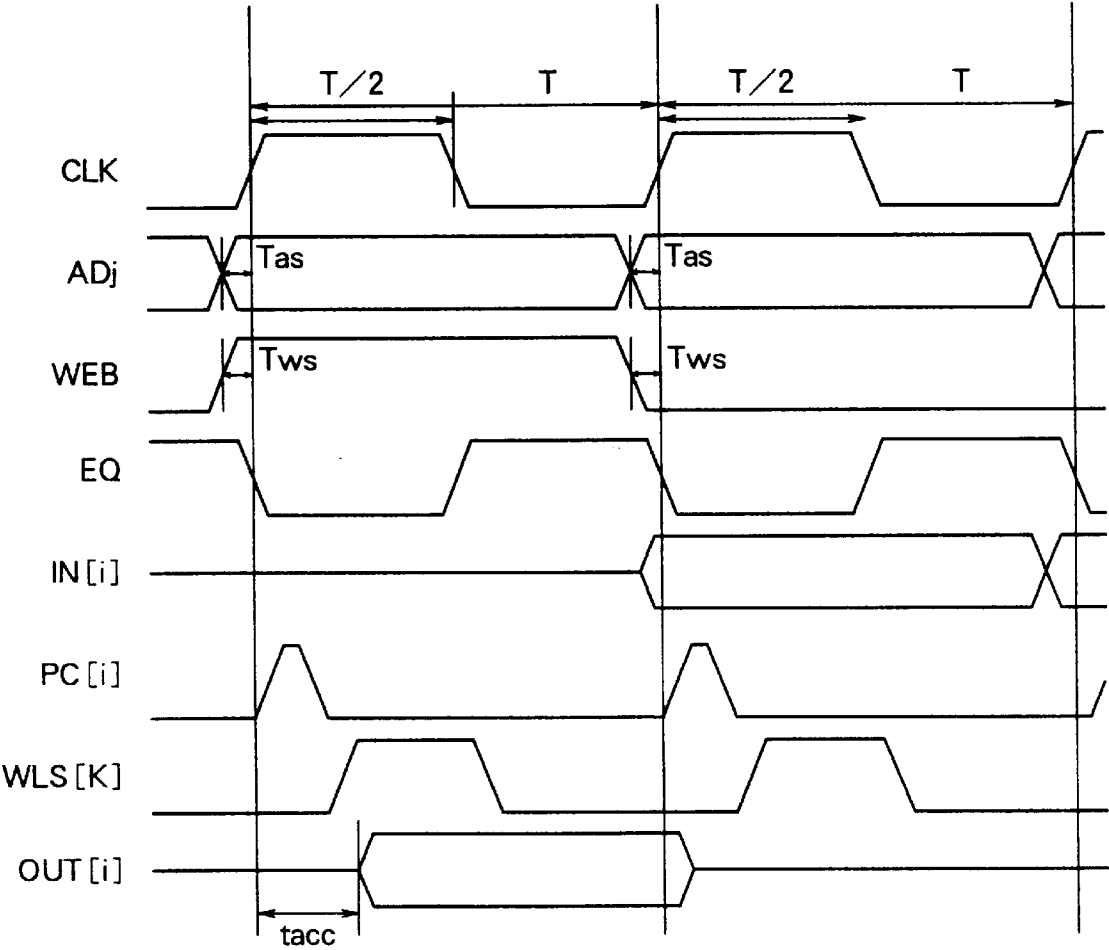 T/2 T T/2 T
CLK
ADj Tas Tas
WEB Tws Tws
EQ
IN[i]
PC[i]
WLS[K]
OUT[i]
tacc